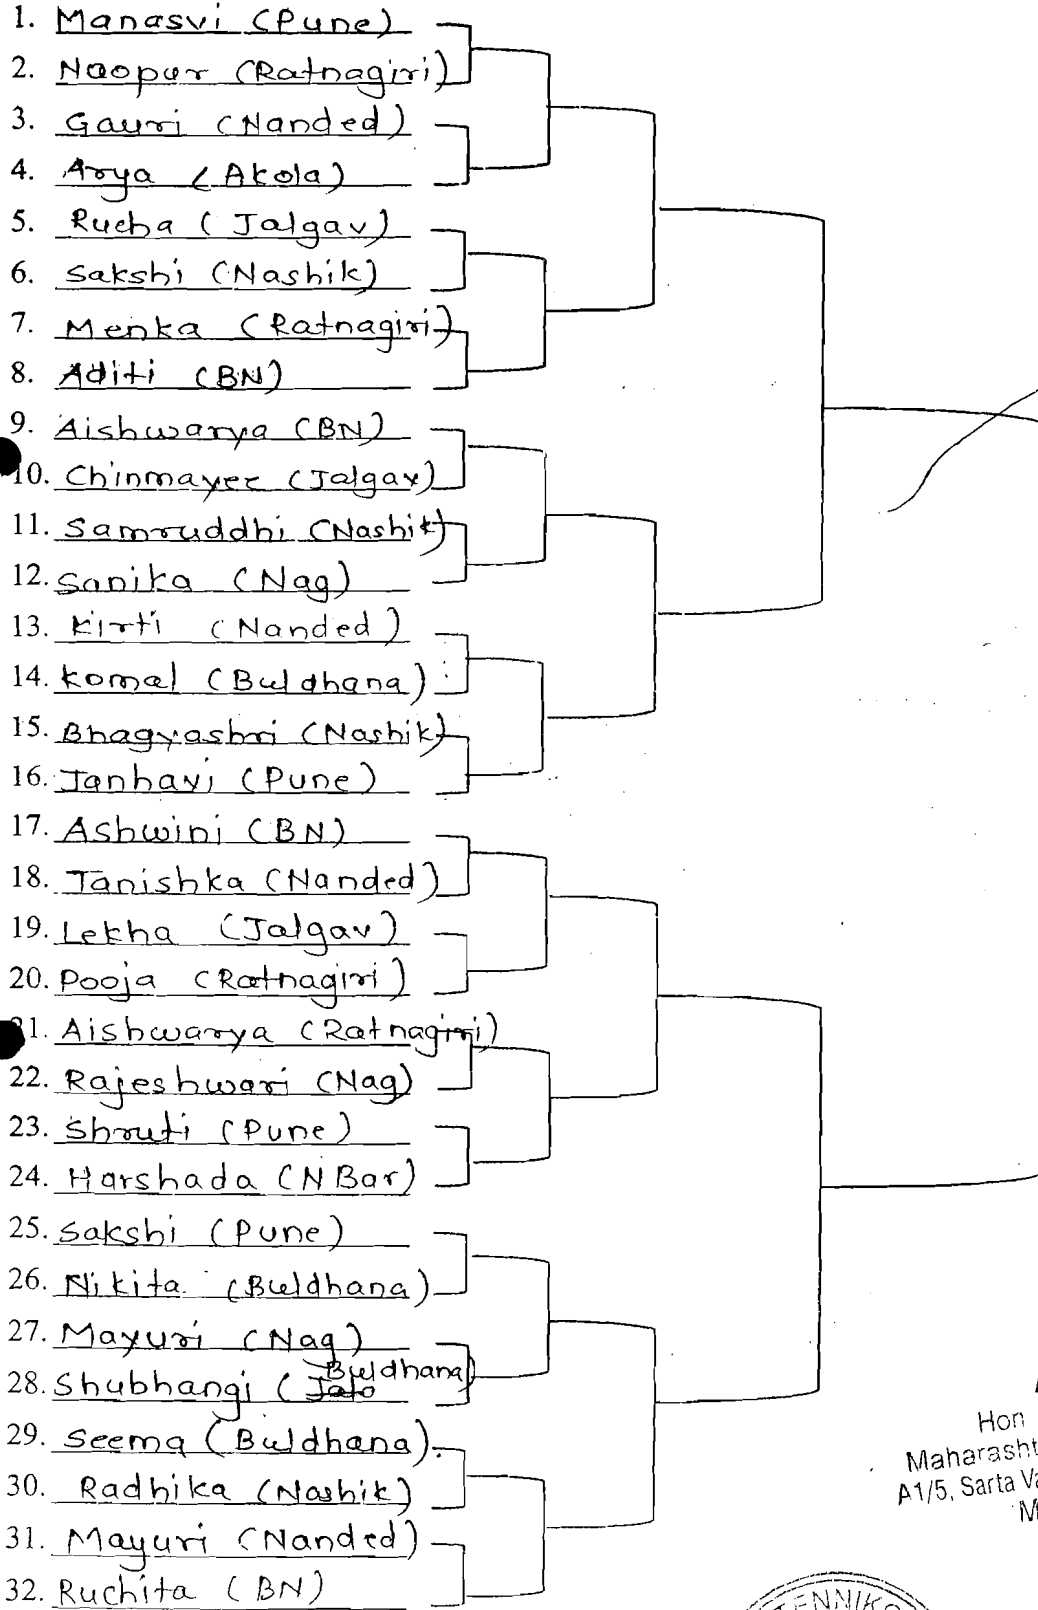 1. Manasvi (Pune)
2. Noopur (Ratnagiri)
3. Gauri (Nanded)
4. Arya (Akola)
5. Rucha (Jalgav)
6. Sakshi (Nashik)
7. Menka (Ratnagiri)
8. Aditi (BN)
9. Aishwarya (BN)
10. Chinmayee (Jalgav)
11. Samruddhi (Nashik)
12. Sanika (Nag)
13. Kirti (Nanded)
14. Komal (Buldhana)
15. Bhagyashri (Nashik)
16. Janhavi (Pune)
17. Ashwini (BN)
18. Tanishka (Nanded)
19. Lekha (Jalgav)
20. Pooja (Ratnagiri)
21. Aishwarya (Ratnagiri)
22. Rajeshwari (Nag)
23. Shruti (Pune)
24. Harshada (N Bar)
25. Sakshi (Pune)
26. Nikita (Buldhana)
27. Mayuri (Nag)
28. Shubhangi (Buldhana)
29. Seema (Buldhana).
30. Radhika (Nashik)
31. Mayuri (Nanded)
32. Ruchita (BN)
Hon
Maharasht
A1/5, Sarta Va
M
TENNIKO